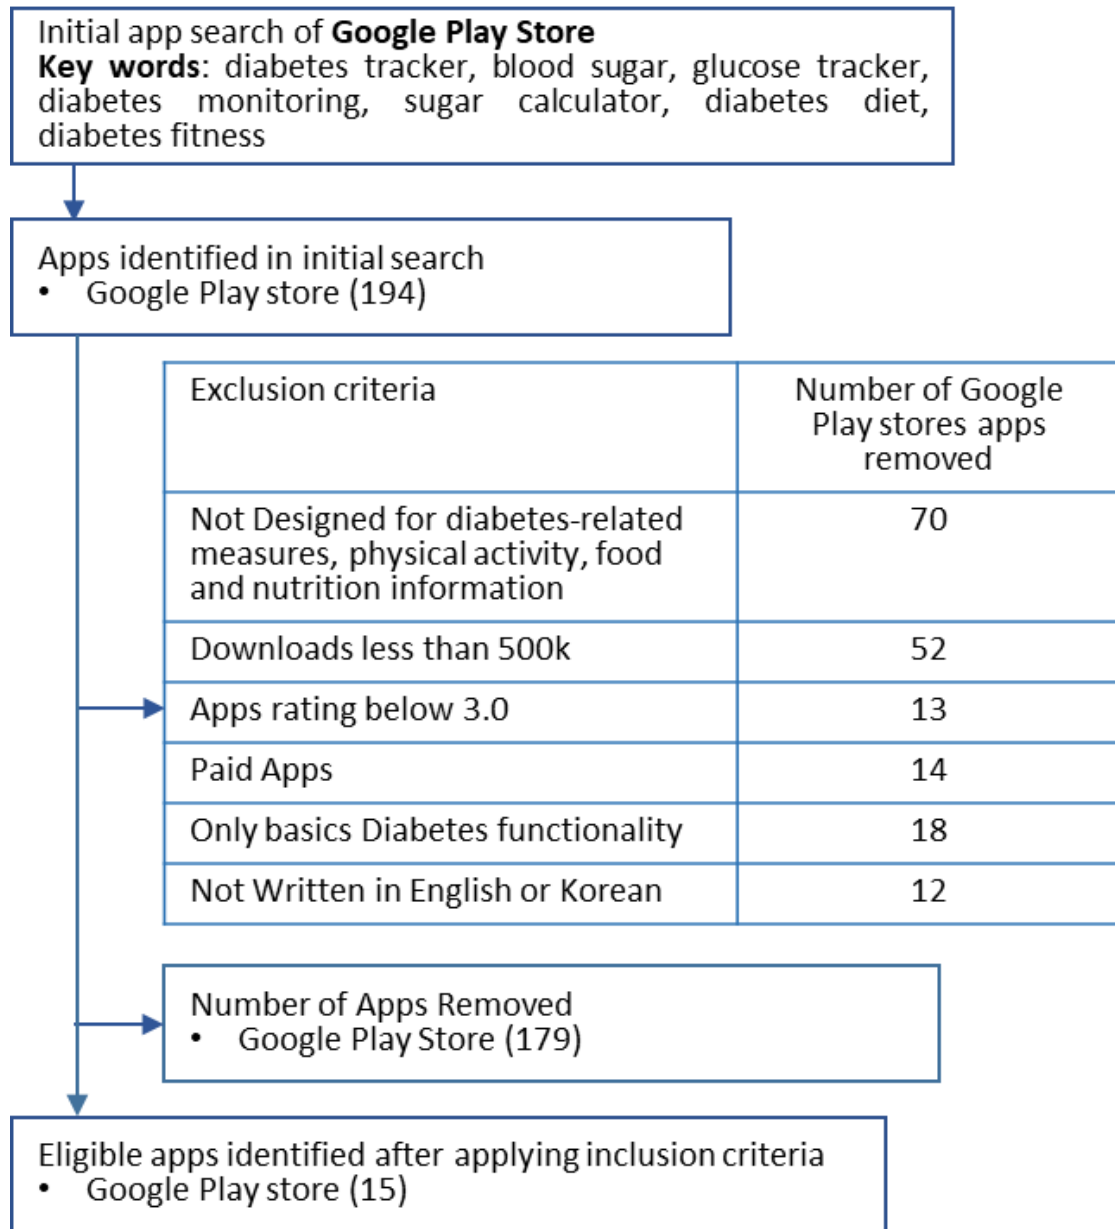 Initial app search of Google Play Store
Key words: diabetes tracker, blood sugar, glucose tracker,
diabetes monitoring, sugar calculator, diabetes diet,
diabetes fitness
Apps identified in initial search
• Google Play store (194)
Exclusion criteria
Number of Google
Play stores apps
removed
Not Designed for diabetes-related
measures, physical activity, food
and nutrition information
70
Downloads less than 500k
52
Apps rating below 3.0
13
Paid Apps
14
Only basics Diabetes functionality
18
Not Written in English or Korean
12
Number of Apps Removed
• Google Play Store (179)
Eligible apps identified after applying inclusion criteria
• Google Play store (15)